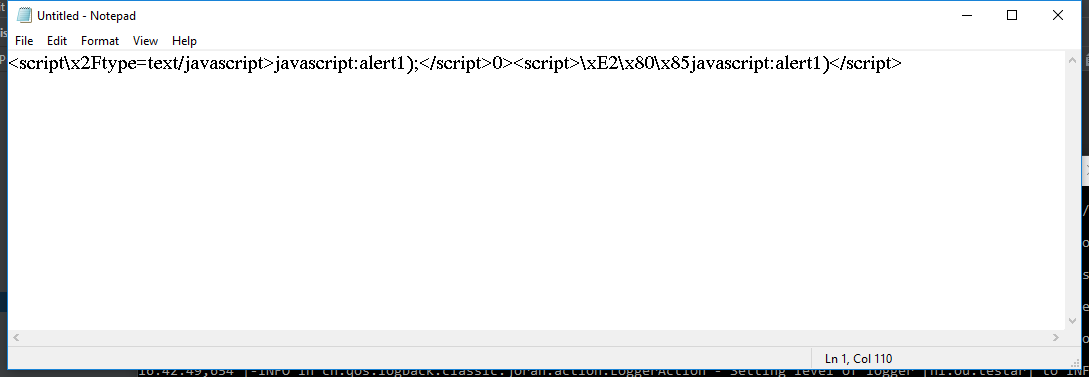 Untitled - Notepad
File Edit Format View Help
<script\x2Ftype=text/javascript>javascript:alert1);</script>0><script>\xE2\x80\x85javascript:alert1)</script>
Ln 1, Col 110
16:42:49,654 |-INFO in ch.qos.logback.classic.joran.action.LoggerAction - Setting level of logger [nl.ou.testar] to INF